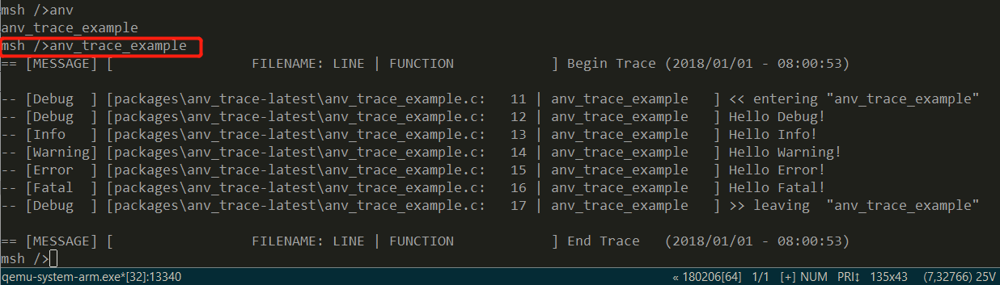 msh />anv
anv_trace_example
msh />anv_trace_example
== [MESSAGE] [                 FILENAME: LINE | FUNCTION            ] Begin Trace (2018/01/01 - 08:00:53)
-- [Debug  ] [packages\anv_trace-latest\anv_trace_example.c:   11 | anv_trace_example   ] << entering "anv_trace_example"
-- [Debug  ] [packages\anv_trace-latest\anv_trace_example.c:   12 | anv_trace_example   ] Hello Debug!
-- [Info   ] [packages\anv_trace-latest\anv_trace_example.c:   13 | anv_trace_example   ] Hello Info!
-- [Warning] [packages\anv_trace-latest\anv_trace_example.c:   14 | anv_trace_example   ] Hello Warning!
-- [Error  ] [packages\anv_trace-latest\anv_trace_example.c:   15 | anv_trace_example   ] Hello Error!
-- [Fatal  ] [packages\anv_trace-latest\anv_trace_example.c:   16 | anv_trace_example   ] Hello Fatal!
-- [Debug  ] [packages\anv_trace-latest\anv_trace_example.c:   17 | anv_trace_example   ] >> leaving  "anv_trace_example"
== [MESSAGE] [                 FILENAME: LINE | FUNCTION            ] End Trace   (2018/01/01 - 08:00:53)
msh />
qemu-system-arm.exe*[32]:13340 « 180206[64] 1/1 [+] NUM PRI↕ 135x43 (7,32766) 25V